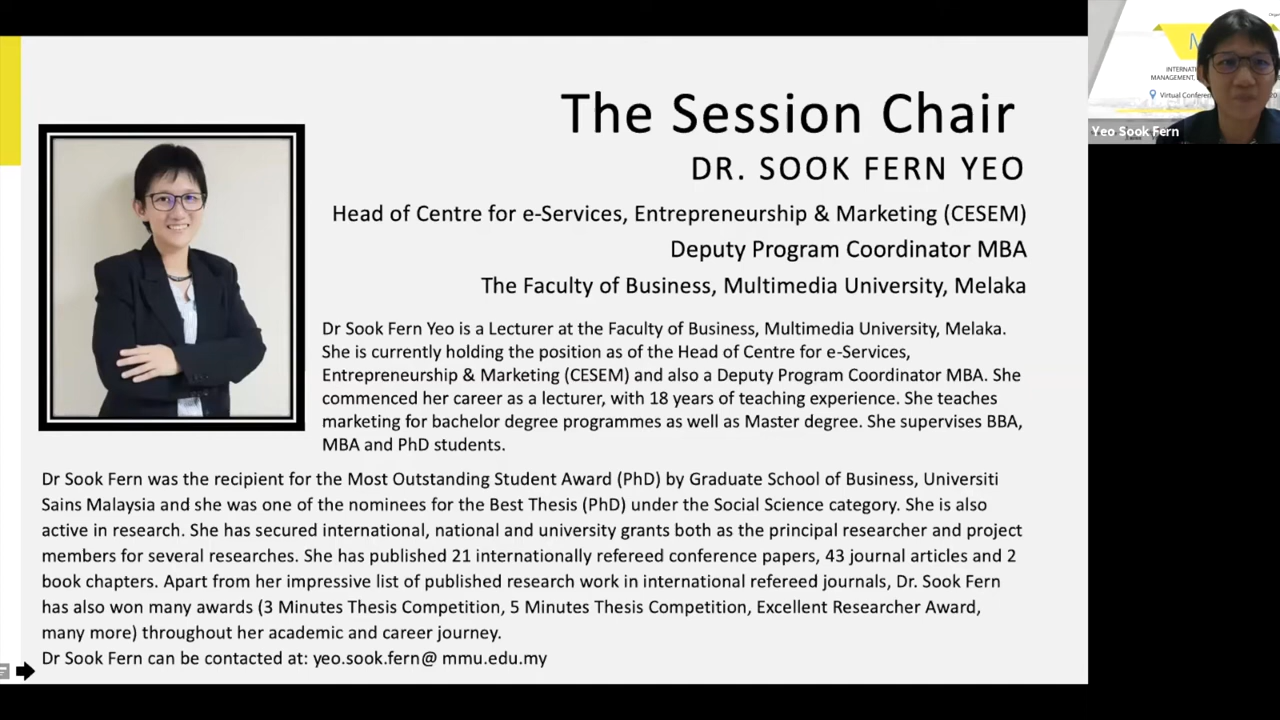 The Session Chair
DR. SOOK FERN YEO
Head of Centre for e-Services, Entrepreneurship & Marketing (CESEM)
Deputy Program Coordinator MBA
The Faculty of Business, Multimedia University, Melaka
Dr Sook Fern Yeo is a Lecturer at the Faculty of Business, Multimedia University, Melaka.
She is currently holding the position as of the Head of Centre for e-Services,
Entrepreneurship & Marketing (CESEM) and also a Deputy Program Coordinator MBA. She
commenced her career as a lecturer, with 18 years of teaching experience. She teaches
marketing for bachelor degree programmes as well as Master degree. She supervises BBA,
MBA and PhD students.
Dr Sook Fern was the recipient for the Most Outstanding Student Award (PhD) by Graduate School of Business, Universiti
Sains Malaysia and she was one of the nominees for the Best Thesis (PhD) under the Social Science category. She is also
active in research. She has secured international, national and university grants both as the principal researcher and project
members for several researches. She has published 21 internationally refereed conference papers, 43 journal articles and 2
book chapters. Apart from her impressive list of published research work in international refereed journals, Dr. Sook Fern
has also won many awards (3 Minutes Thesis Competition, 5 Minutes Thesis Competition, Excellent Researcher Award,
many more) throughout her academic and career journey.
Dr Sook Fern can be contacted at: yeo.sook.fern@ mmu.edu.my
MANAGEMENT,
Virtual
Yeo Sook Fern